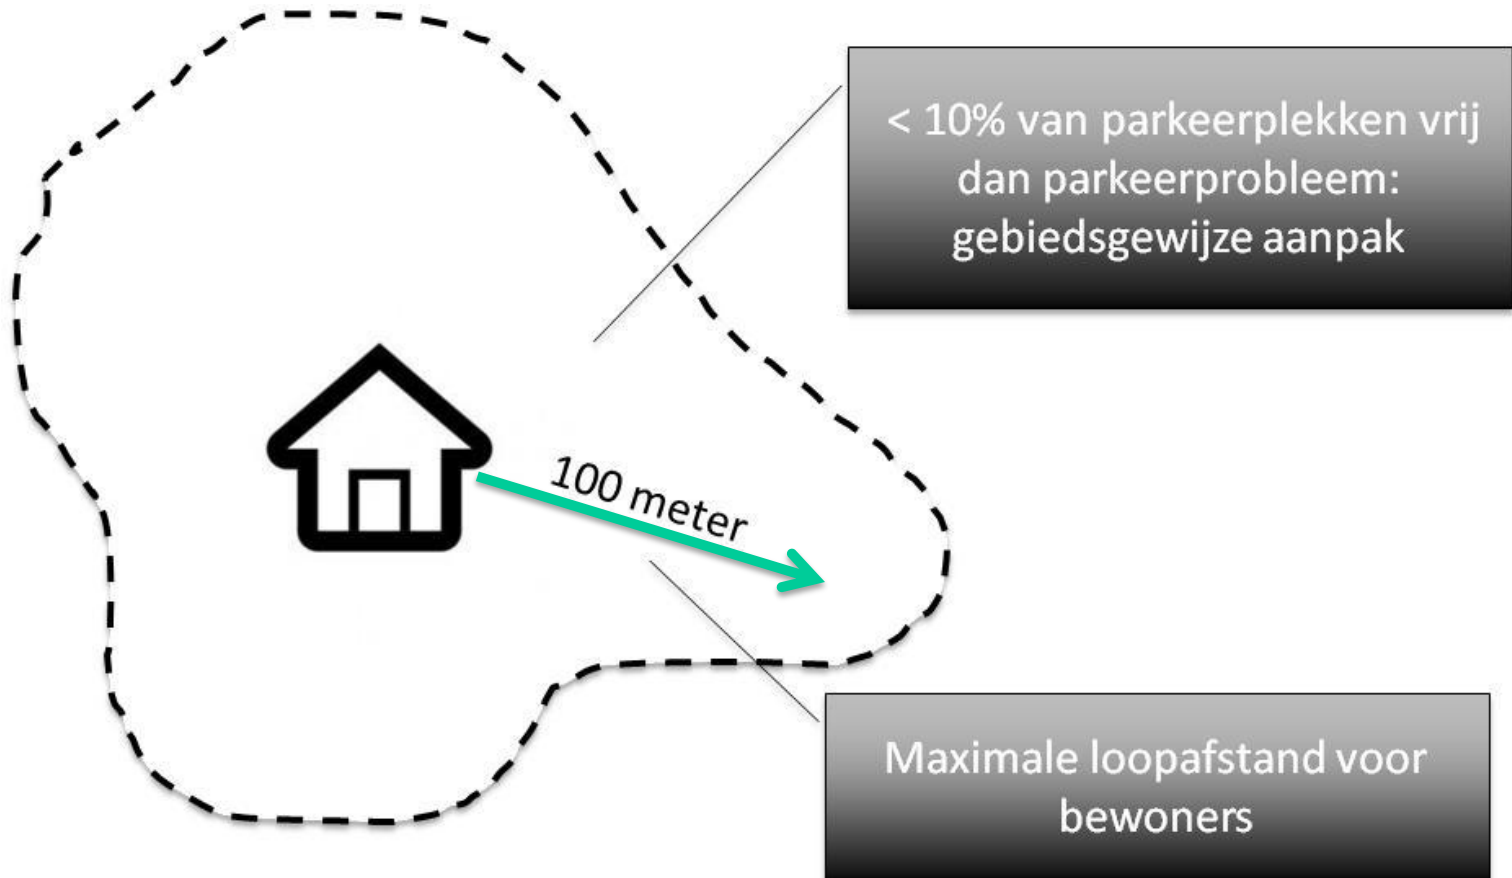 < 10% van parkeerplekken vrij
dan parkeerprobleem:
gebiedsgewijze aanpak
100 meter
Maximale loopafstand voor
bewoners